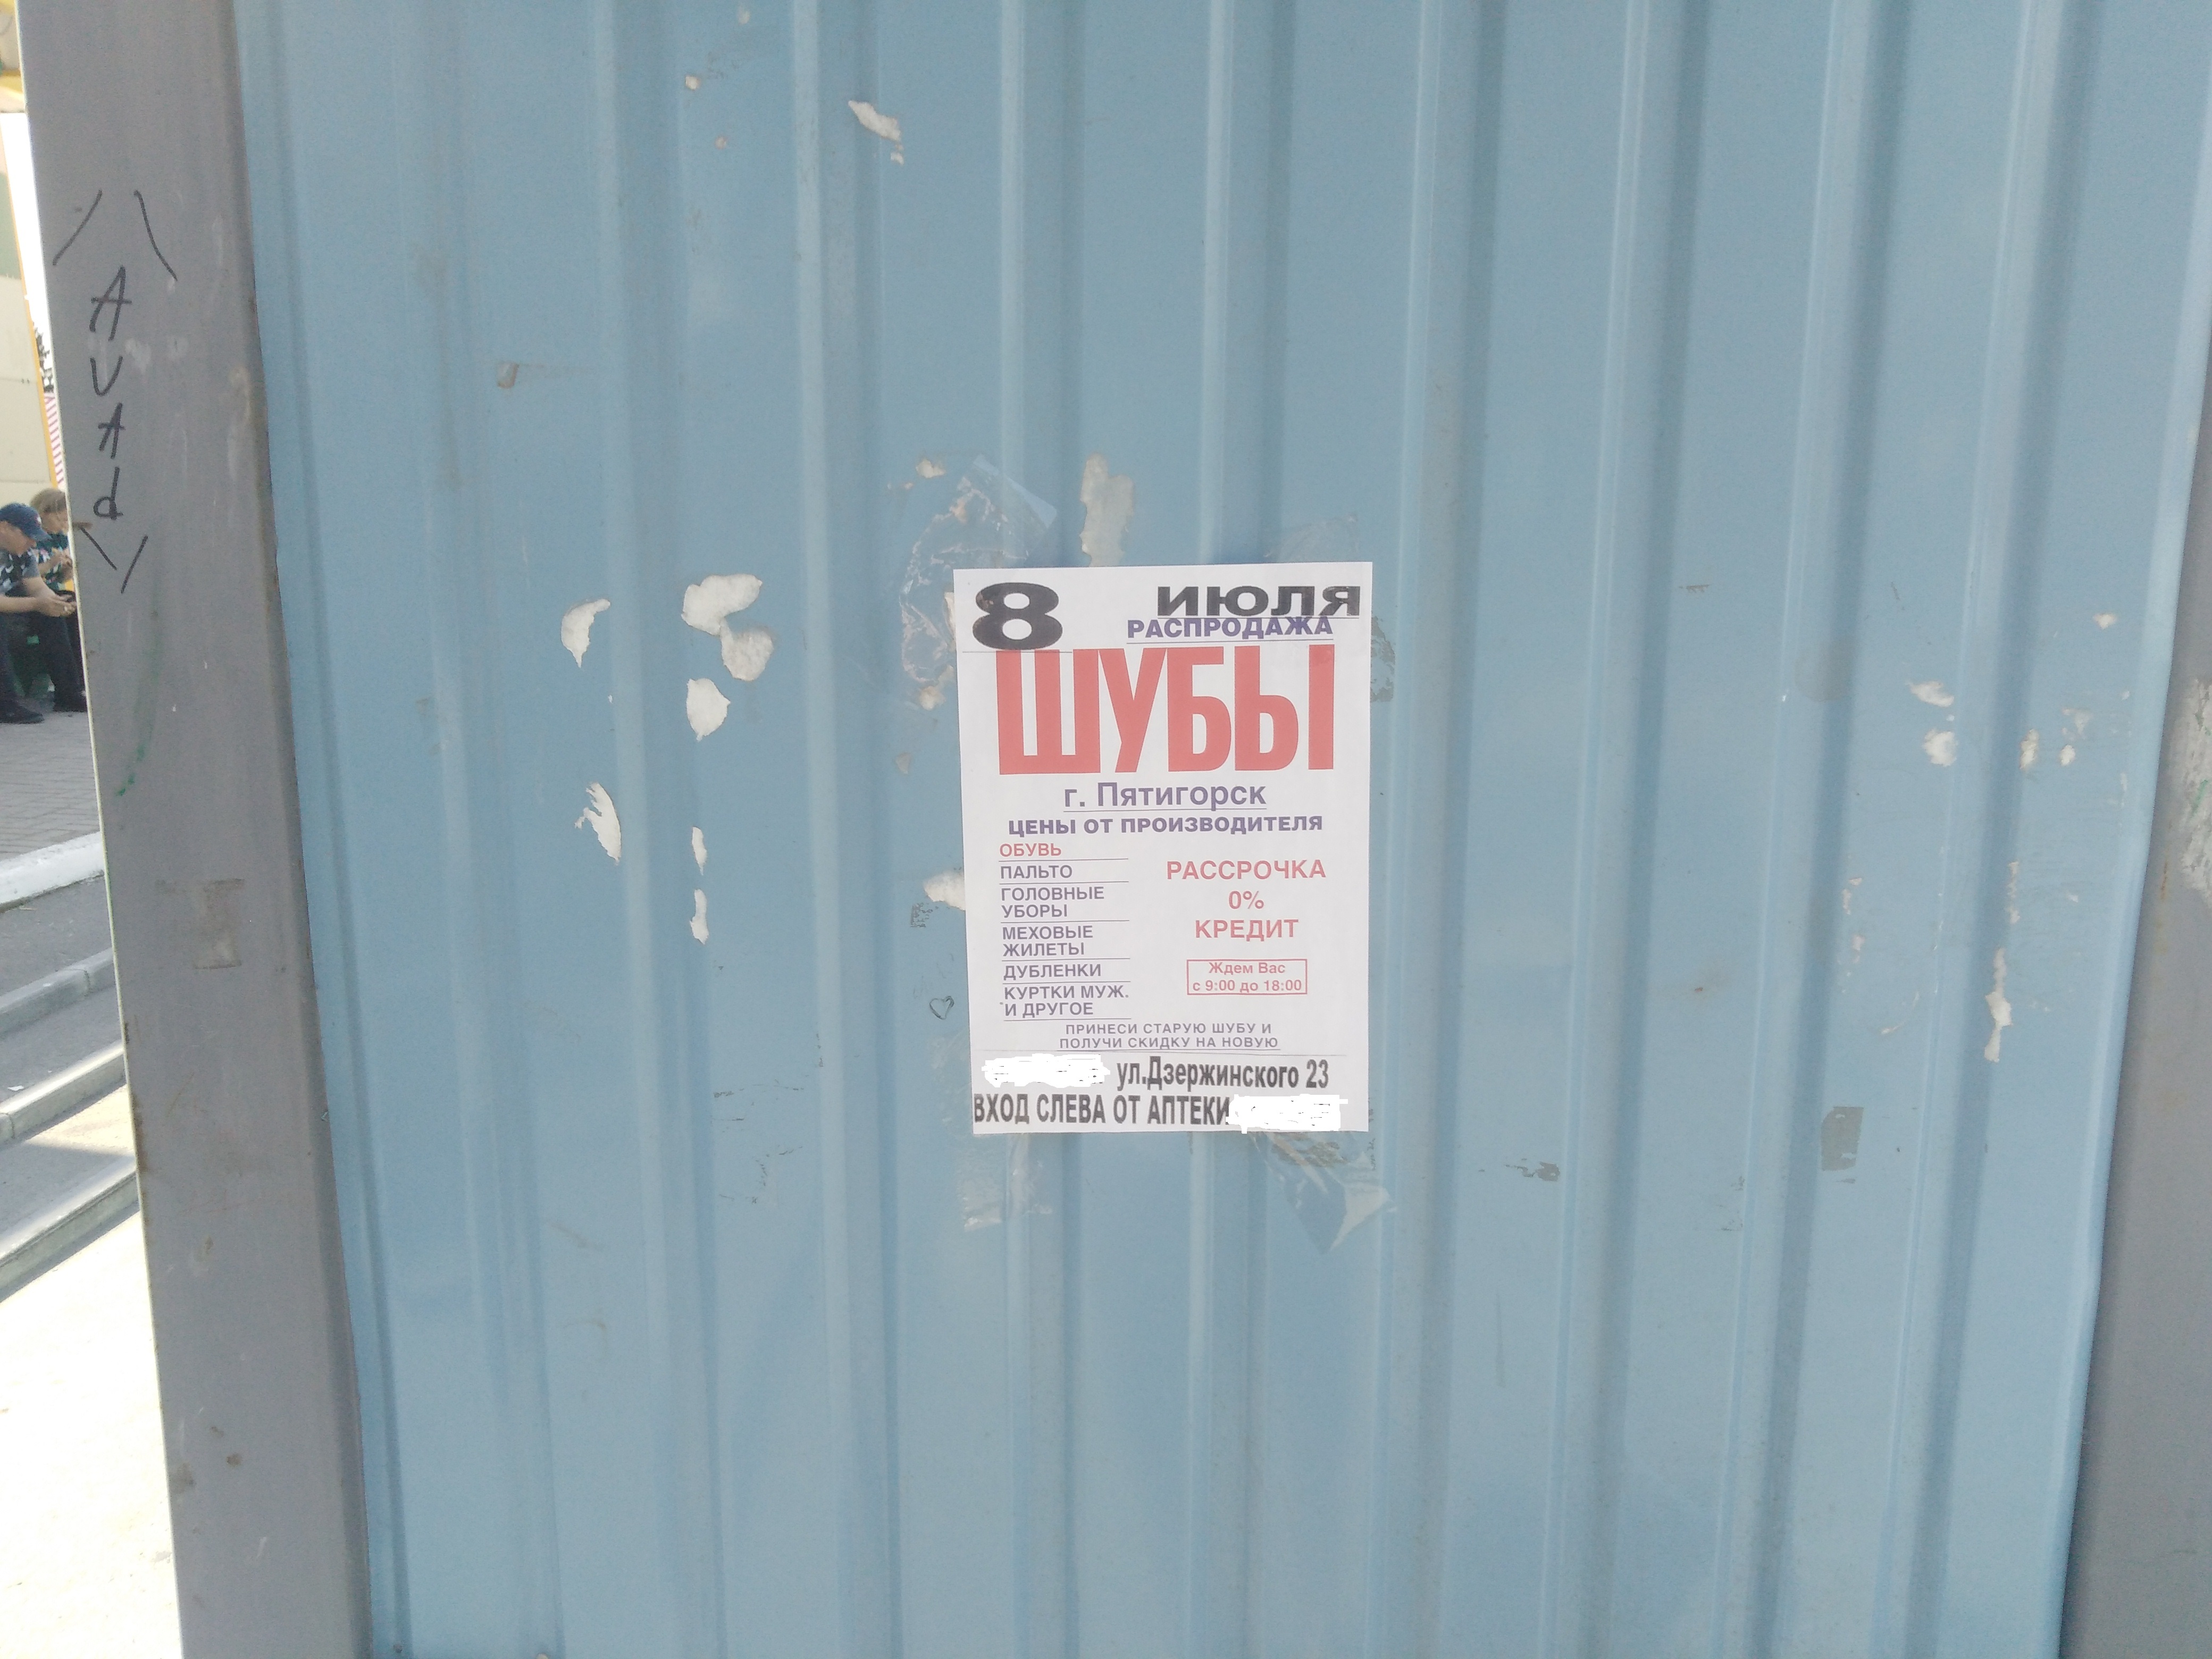 AVAd
8 ИЮЛЯ
РАСПРОДАЖА
ШУБЫ
г. Пятигорск
ЦЕНЫ ОТ ПРОИЗВОДИТЕЛЯ
ОБУВЬ
ПАЛЬТО
ГОЛОВНЫЕ
УБОРЫ
МЕХОВЫЕ
ЖИЛЕТЫ
ДУБЛЕНКИ
КУРТКИ МУЖ.
И ДРУГОЕ
РАССРОЧКА
0%
КРЕДИТ
Ждем Вас
с 9:00 до 18:00
ПРИНЕСИ СТАРУЮ ШУБУ И
ПОЛУЧИ СКИДКУ НА НОВУЮ
ул.Дзержинского 23
ВХОД СЛЕВА ОТ АПТЕКИ